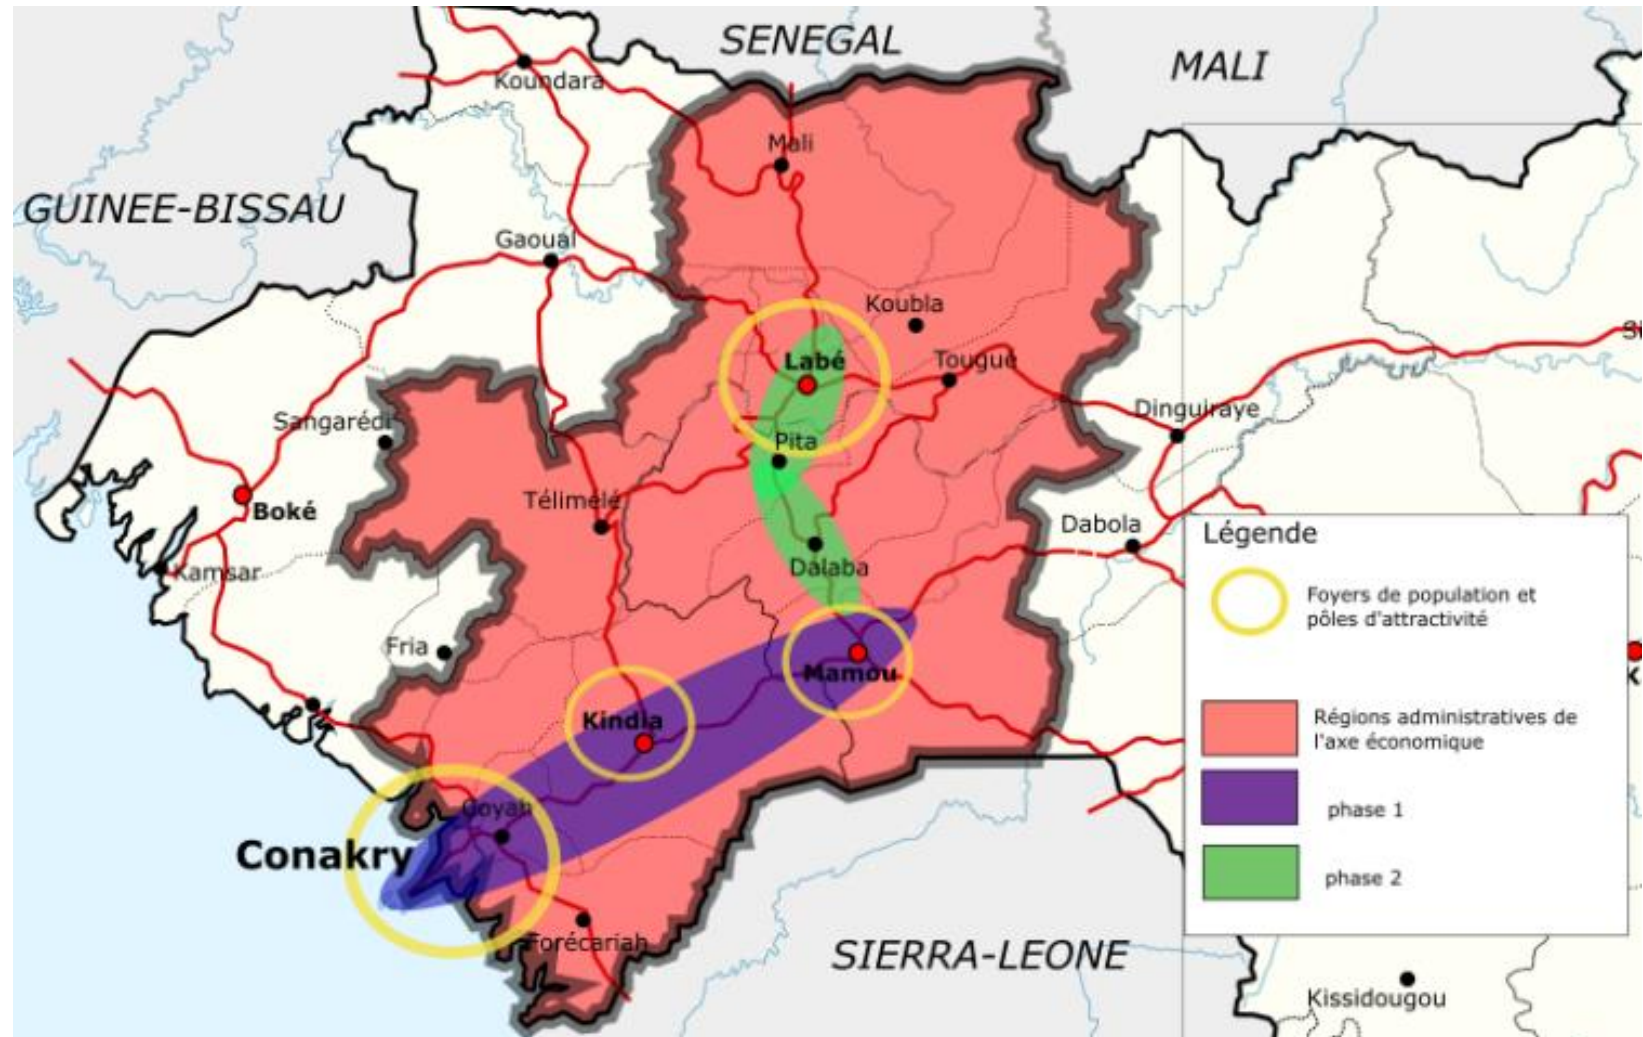 SENEGAL
MALI
Koundara
Mali
GUINEE-BISSAU
Gaoual
Koubla
Labé
Tougué
Sangarédi
Dinguiraye
Pita
Télimélé
Boké
Dabola
Kamsar
Dalaba
Fria
Mamou
Kindia
Coyah
Conakry
Forécariah
SIERRA-LEONE
Kissidougou
Légende
Foyers de population et
pôles d'attractivité
Régions administratives de
l'axe économique
phase 1
phase 2